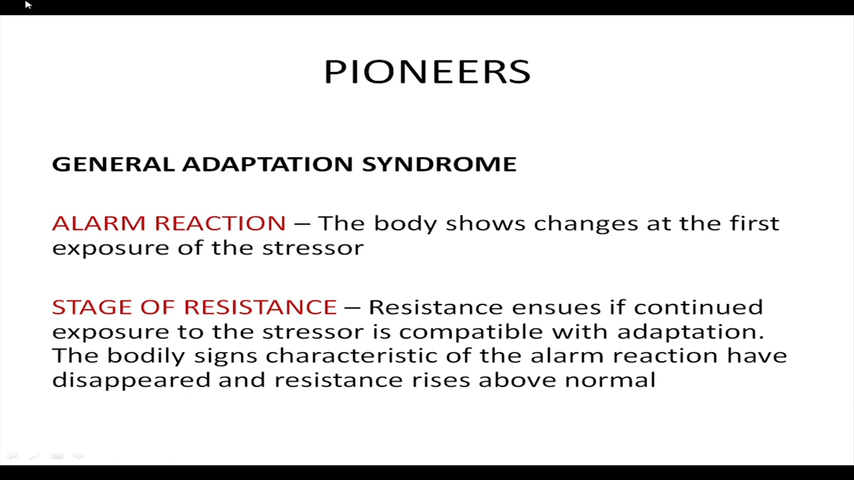 PIONEERS
GENERAL ADAPTATION SYNDROME
ALARM REACTION – The body shows changes at the first
exposure of the stressor
STAGE OF RESISTANCE – Resistance ensues if continued
exposure to the stressor is compatible with adaptation.
The bodily signs characteristic of the alarm reaction have
disappeared and resistance rises above normal